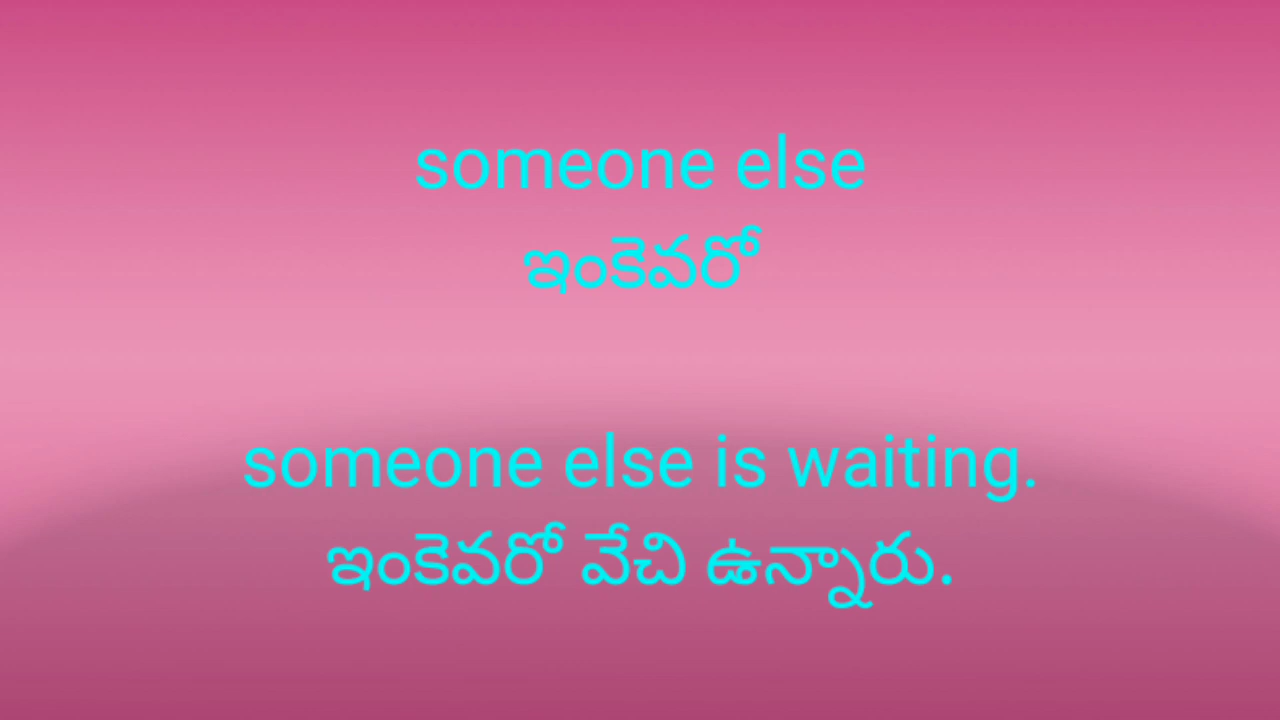 someone else
ఇంకెవరో
someone else is waiting.
ఇంకెవరో వేచి ఉన్నారు.